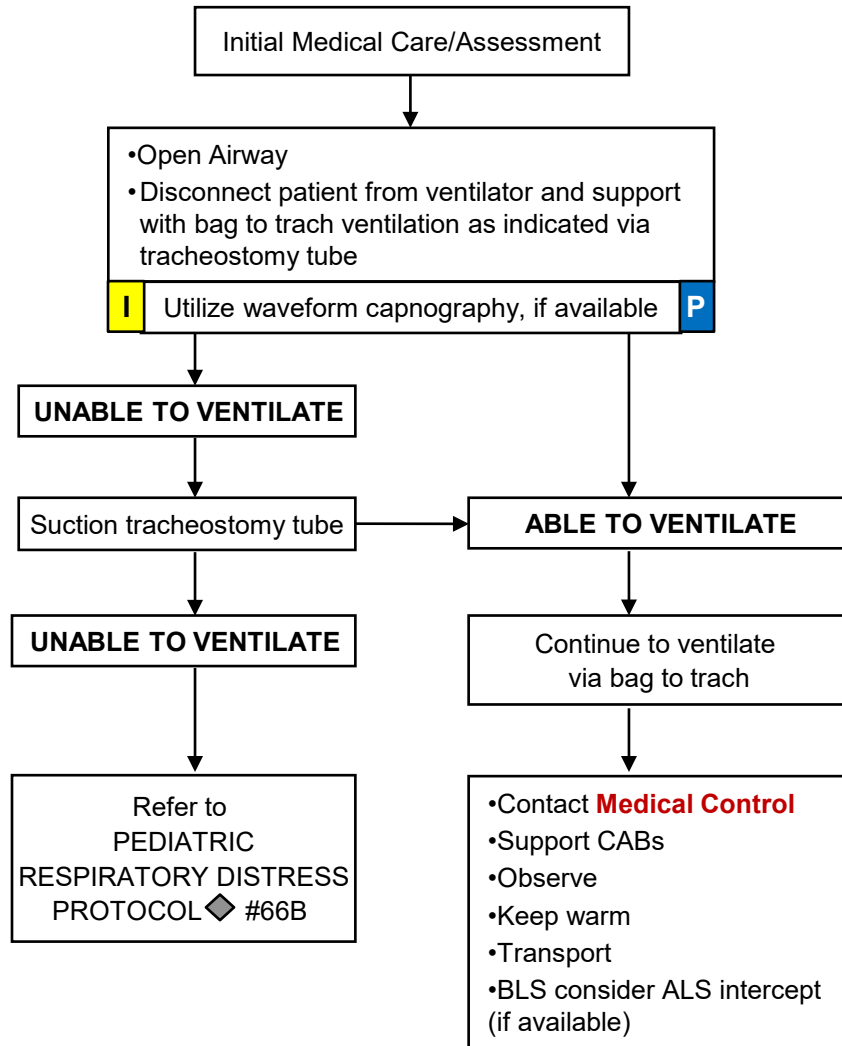 Initial Medical Care/Assessment
•Open Airway
•Disconnect patient from ventilator and support
with bag to trach ventilation as indicated via
tracheostomy tube
I Utilize waveform capnography, if available P
UNABLE TO VENTILATE
Suction tracheostomy tube
ABLE TO VENTILATE
UNABLE TO VENTILATE
Continue to ventilate
via bag to trach
Refer to
PEDIATRIC
RESPIRATORY DISTRESS
PROTOCOL #66B
•Contact Medical Control
•Support CABs
•Observe
•Keep warm
•Transport
•BLS consider ALS intercept
(if available)